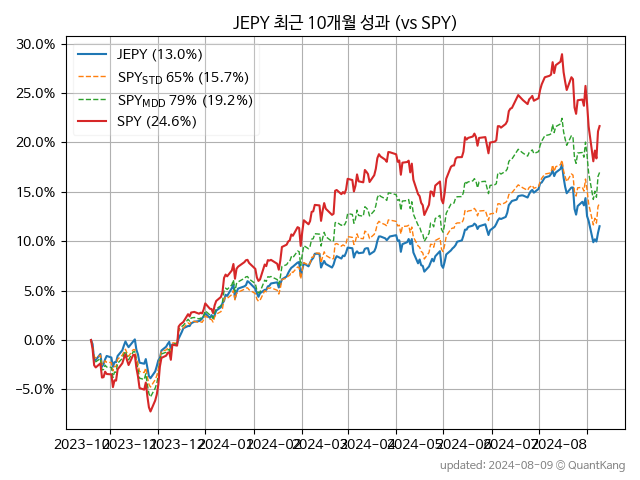 JEPY 최근 10개월 성과 (vs SPY)
JEPY (13.0%)
SPYSTD 65% (15.7%)
SPYMDD 79% (19.2%)
SPY (24.6%)
30.0%
25.0%
20.0%
15.0%
10.0%
5.0%
0.0%
−5.0%
2023-10 2023-11 2023-12 2024-01 2024-02 2024-03 2024-04 2024-05 2024-06 2024-07 2024-08
updated: 2024-08-09 © QuantKang